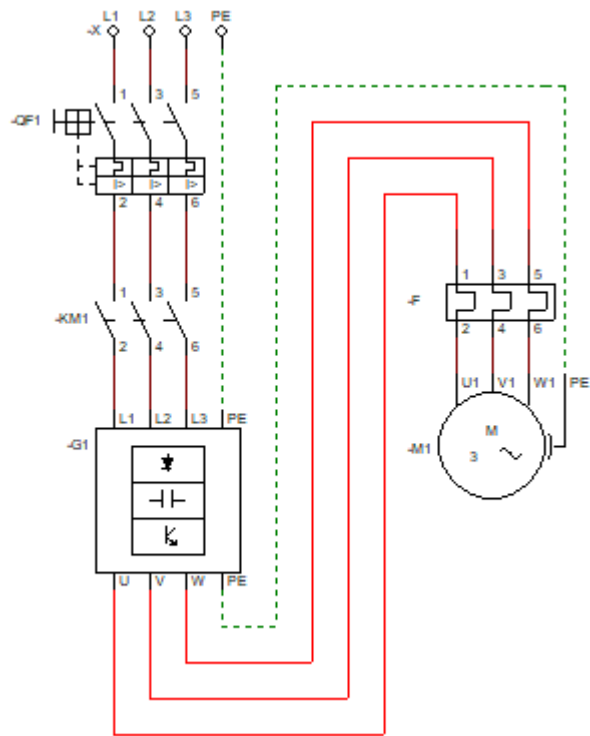 L1 L2 L3 PE
-X
1 3 5
-QF1
I> I> I>
2 4 6
1 3 5
-KM1
2 4 6
L1 L2 L3 PE
-G1
U V W PE
1 3 5
-F
2 4 6
U1 V1 W1 PE
M
-M1
3